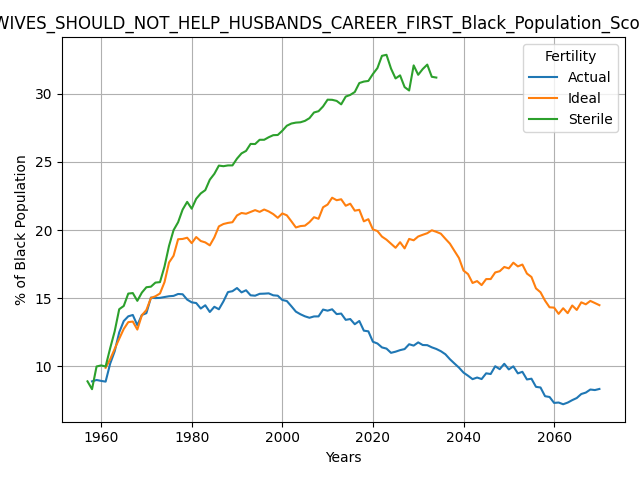 WIVES_SHOULD_NOT_HELP_HUSBANDS_CAREER_FIRST_Black_Population_Sco
Fertility
Actual
Ideal
Sterile
% of Black Population
30
25
20
15
10
1960 1980 2000 2020 2040 2060
Years